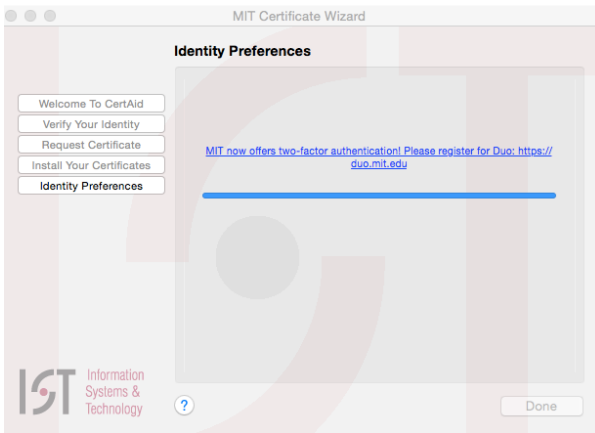 MIT Certificate Wizard
Identity Preferences
Welcome To CertAid
Verify Your Identity
Request Certificate
Install Your Certificates
Identity Preferences
MIT now offers two-factor authentication! Please register for Duo: https://
duo.mit.edu
IST
Information
Systems &
Technology
?
Done